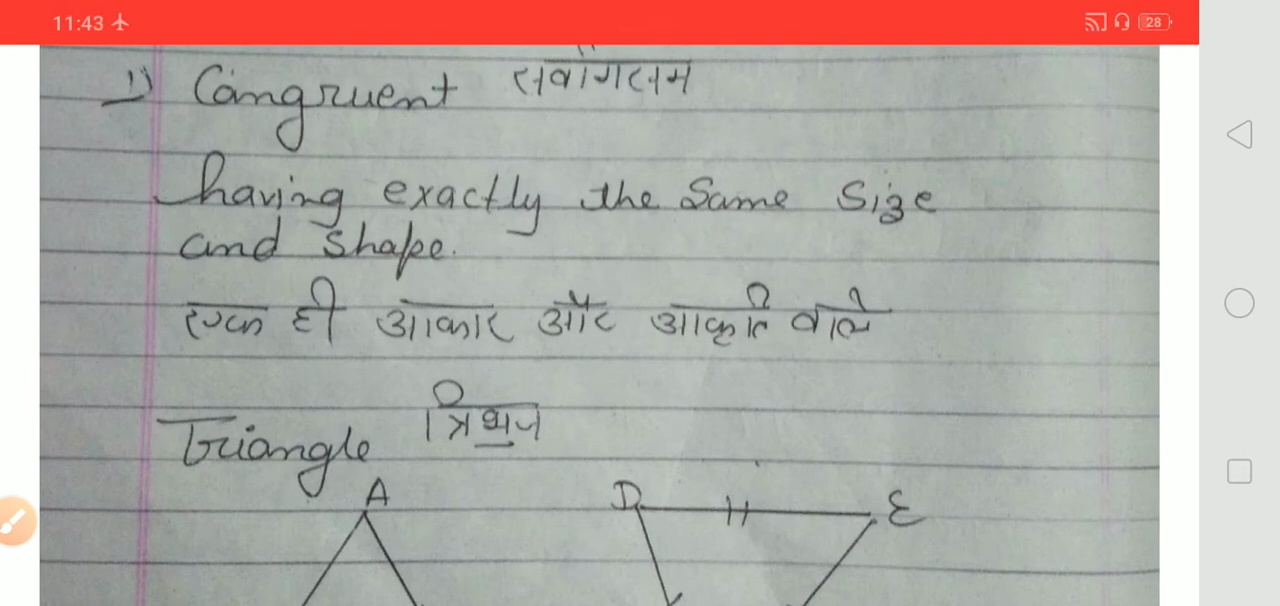 11:43
28
1) Congruent सर्वांगसम
having exactly the same size
and shape.
एक ही आकार और आकृति वाले
Triangle त्रिभुज
A D E